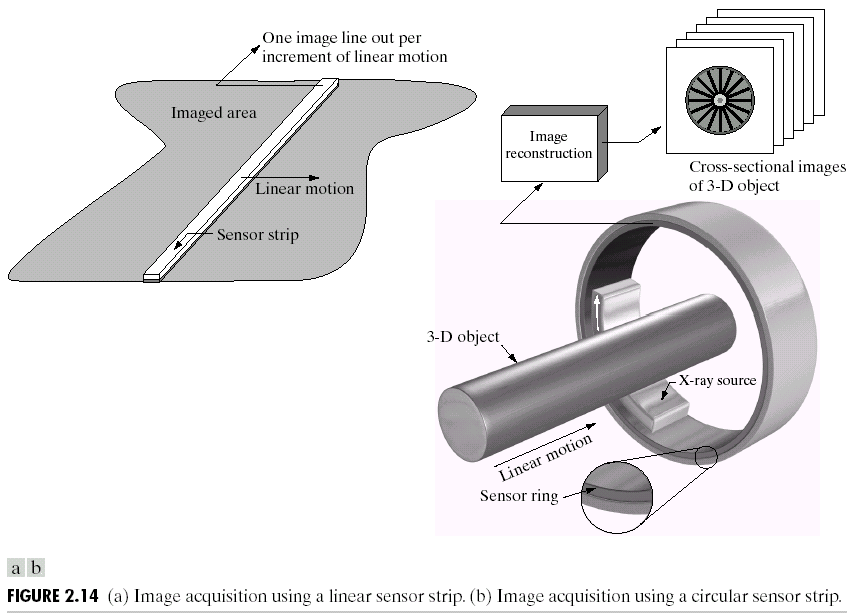 One image line out per
increment of linear motion
Imaged area
Linear motion
Sensor strip
Image
reconstruction
Cross-sectional images
of 3-D object
3-D object
X-ray source
Linear motion
Sensor ring
a b
FIGURE 2.14 (a) Image acquisition using a linear sensor strip. (b) Image acquisition using a circular sensor strip.